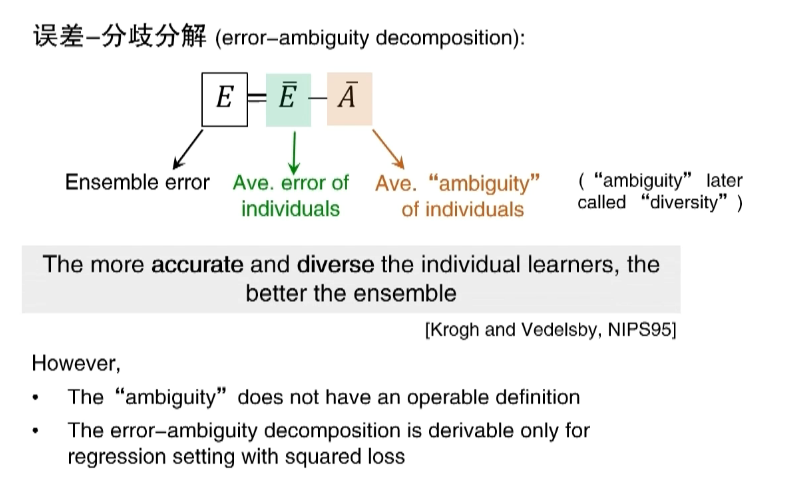 误差–分歧分解 (error–ambiguity decomposition):
E = Ē – Ā
Ensemble error
Ave. error of
individuals
Ave. “ambiguity”
of individuals
( “ambiguity” later
called “diversity” )
The more accurate and diverse the individual learners, the
better the ensemble
[Krogh and Vedelsby, NIPS95]
However,
• The “ambiguity” does not have an operable definition
• The error–ambiguity decomposition is derivable only for
regression setting with squared loss